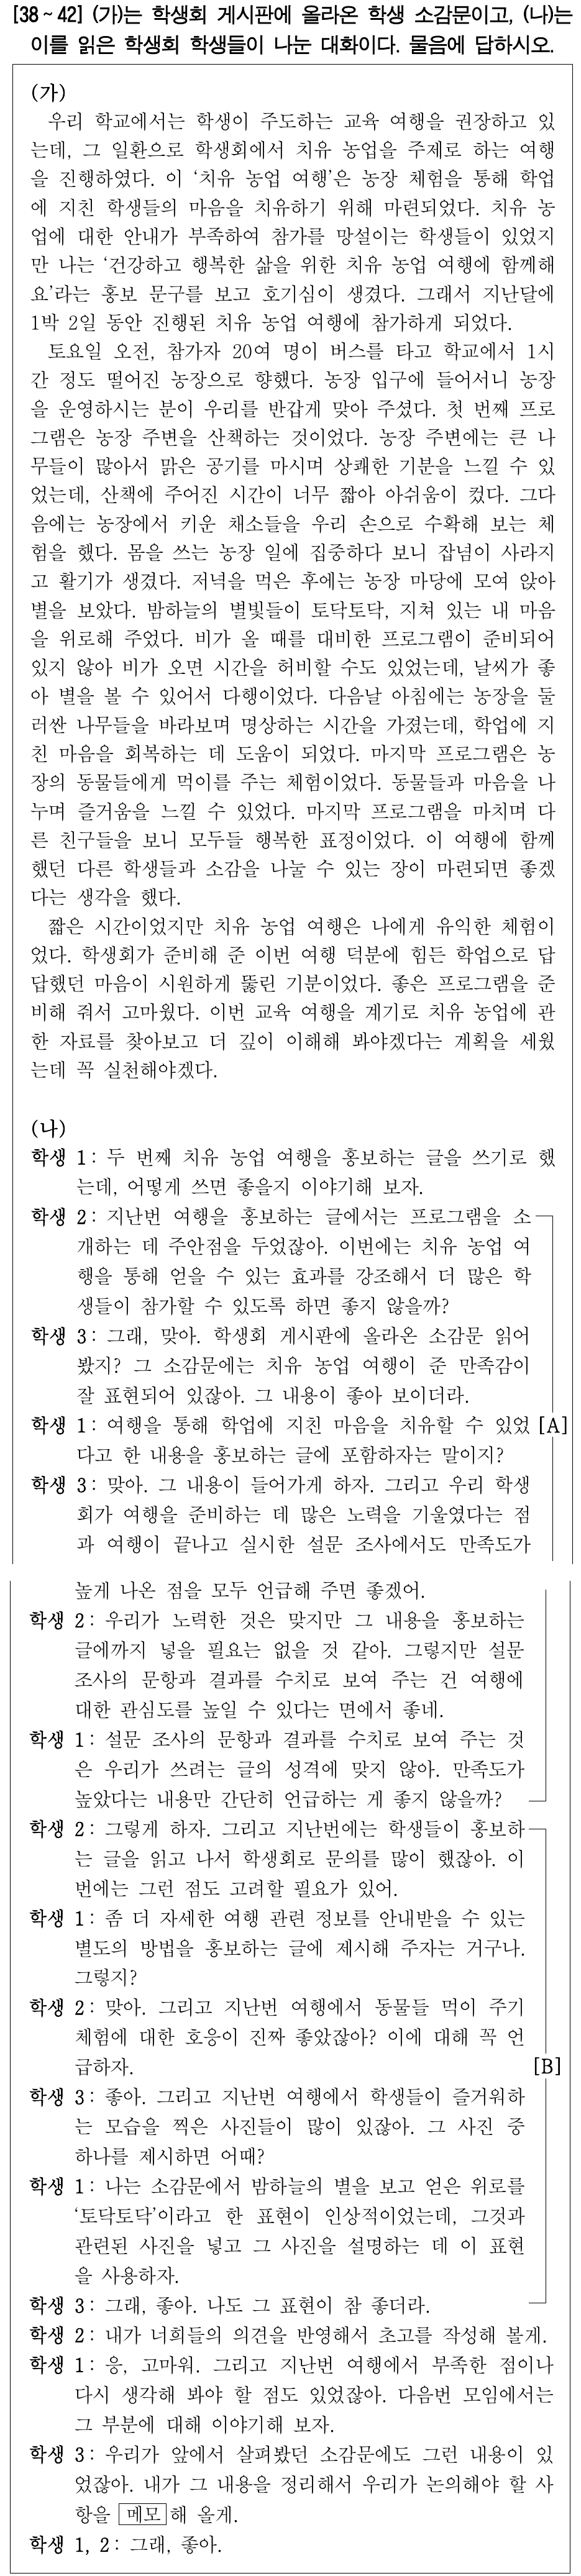 [38～42] (가)는 학생회 게시판에 올라온 학생 소감문이고, (나)는
이를 읽은 학생회 학생들이 나눈 대화이다. 물음에 답하시오.
(가)
우리 학교에서는 학생이 주도하는 교육 여행을 권장하고 있
는데, 그 일환으로 학생회에서 치유 농업을 주제로 하는 여행
을 진행하였다. 이 ‘치유 농업 여행’은 농장 체험을 통해 학업
에 지친 학생들의 마음을 치유하기 위해 마련되었다. 치유 농
업에 대한 안내가 부족하여 참가를 망설이는 학생들이 있었지
만 나는 ‘건강하고 행복한 삶을 위한 치유 농업 여행에 함께해
요’라는 홍보 문구를 보고 호기심이 생겼다. 그래서 지난달에
1박 2일 동안 진행된 치유 농업 여행에 참가하게 되었다.
토요일 오전, 참가자 20여 명이 버스를 타고 학교에서 1시
간 정도 떨어진 농장으로 향했다. 농장 입구에 들어서니 농장
을 운영하시는 분이 우리를 반갑게 맞아 주셨다. 첫 번째 프로
그램은 농장 주변을 산책하는 것이었다. 농장 주변에는 큰 나
무들이 많아서 맑은 공기를 마시며 상쾌한 기분을 느낄 수 있
었는데, 산책에 주어진 시간이 너무 짧아 아쉬움이 컸다. 그다
음에는 농장에서 키운 채소들을 우리 손으로 수확해 보는 체
험을 했다. 몸을 쓰는 농장 일에 집중하다 보니 잡념이 사라지
고 활기가 생겼다. 저녁을 먹은 후에는 농장 마당에 모여 앉아
별을 보았다. 밤하늘의 별빛들이 토닥토닥, 지쳐 있는 내 마음
을 위로해 주었다. 비가 올 때를 대비한 프로그램이 준비되어
있지 않아 비가 오면 시간을 허비할 수도 있었는데, 날씨가 좋
아 별을 볼 수 있어서 다행이었다. 다음날 아침에는 농장을 둘
러싼 나무들을 바라보며 명상하는 시간을 가졌는데, 학업에 지
친 마음을 회복하는 데 도움이 되었다. 마지막 프로그램은 농
장의 동물들에게 먹이를 주는 체험이었다. 동물들과 마음을 나
누며 즐거움을 느낄 수 있었다. 마지막 프로그램을 마치며 다
른 친구들을 보니 모두들 행복한 표정이었다. 이 여행에 함께
했던 다른 학생들과 소감을 나눌 수 있는 장이 마련되면 좋겠
다는 생각을 했다.
짧은 시간이었지만 치유 농업 여행은 나에게 유익한 체험이
었다. 학생회가 준비해 준 이번 여행 덕분에 힘든 학업으로 답
답했던 마음이 시원하게 뚫린 기분이었다. 좋은 프로그램을 준
비해 줘서 고마웠다. 이번 교육 여행을 계기로 치유 농업에 관
한 자료를 찾아보고 더 깊이 이해해 봐야겠다는 계획을 세웠
는데 꼭 실천해야겠다.
(나)
학생 1: 두 번째 치유 농업 여행을 홍보하는 글을 쓰기로 했
는데, 어떻게 쓰면 좋을지 이야기해 보자.
학생 2: 지난번 여행을 홍보하는 글에서는 프로그램을 소
개하는 데 주안점을 두었잖아. 이번에는 치유 농업 여
행을 통해 얻을 수 있는 효과를 강조해서 더 많은 학
생들이 참가할 수 있도록 하면 좋지 않을까?
학생 3: 그래, 맞아. 학생회 게시판에 올라온 소감문 읽어
봤지? 그 소감문에는 치유 농업 여행이 준 만족감이
잘 표현되어 있잖아. 그 내용이 좋아 보이더라.
학생 1: 여행을 통해 학업에 지친 마음을 치유할 수 있었 [A]
다고 한 내용을 홍보하는 글에 포함하자는 말이지?
학생 3: 맞아. 그 내용이 들어가게 하자. 그리고 우리 학생
회가 여행을 준비하는 데 많은 노력을 기울였다는 점
과 여행이 끝나고 실시한 설문 조사에서도 만족도가
높게 나온 점을 모두 언급해 주면 좋겠어.
학생 2: 우리가 노력한 것은 맞지만 그 내용을 홍보하는
글에까지 넣을 필요는 없을 것 같아. 그렇지만 설문
조사의 문항과 결과를 수치로 보여 주는 건 여행에
대한 관심도를 높일 수 있다는 면에서 좋네.
학생 1: 설문 조사의 문항과 결과를 수치로 보여 주는 것
은 우리가 쓰려는 글의 성격에 맞지 않아. 만족도가
높았다는 내용만 간단히 언급하는 게 좋지 않을까?
학생 2: 그렇게 하자. 그리고 지난번에는 학생들이 홍보하
는 글을 읽고 나서 학생회로 문의를 많이 했잖아. 이
번에는 그런 점도 고려할 필요가 있어.
학생 1: 좀 더 자세한 여행 관련 정보를 안내받을 수 있는
별도의 방법을 홍보하는 글에 제시해 주자는 거구나.
그렇지?
학생 2: 맞아. 그리고 지난번 여행에서 동물들 먹이 주기
체험에 대한 호응이 진짜 좋았잖아? 이에 대해 꼭 언
급하자. [B]
학생 3: 좋아. 그리고 지난번 여행에서 학생들이 즐거워하
는 모습을 찍은 사진들이 많이 있잖아. 그 사진 중
하나를 제시하면 어때?
학생 1: 나는 소감문에서 밤하늘의 별을 보고 얻은 위로를
‘토닥토닥’이라고 한 표현이 인상적이었는데, 그것과
관련된 사진을 넣고 그 사진을 설명하는 데 이 표현
을 사용하자.
학생 3: 그래, 좋아. 나도 그 표현이 참 좋더라.
학생 2: 내가 너희들의 의견을 반영해서 초고를 작성해 볼게.
학생 1: 응, 고마워. 그리고 지난번 여행에서 부족한 점이나
다시 생각해 봐야 할 점도 있었잖아. 다음번 모임에서는
그 부분에 대해 이야기해 보자.
학생 3: 우리가 앞에서 살펴봤던 소감문에도 그런 내용이 있
었잖아. 내가 그 내용을 정리해서 우리가 논의해야 할 사
항을 메모해 올게.
학생 1, 2: 그래, 좋아.